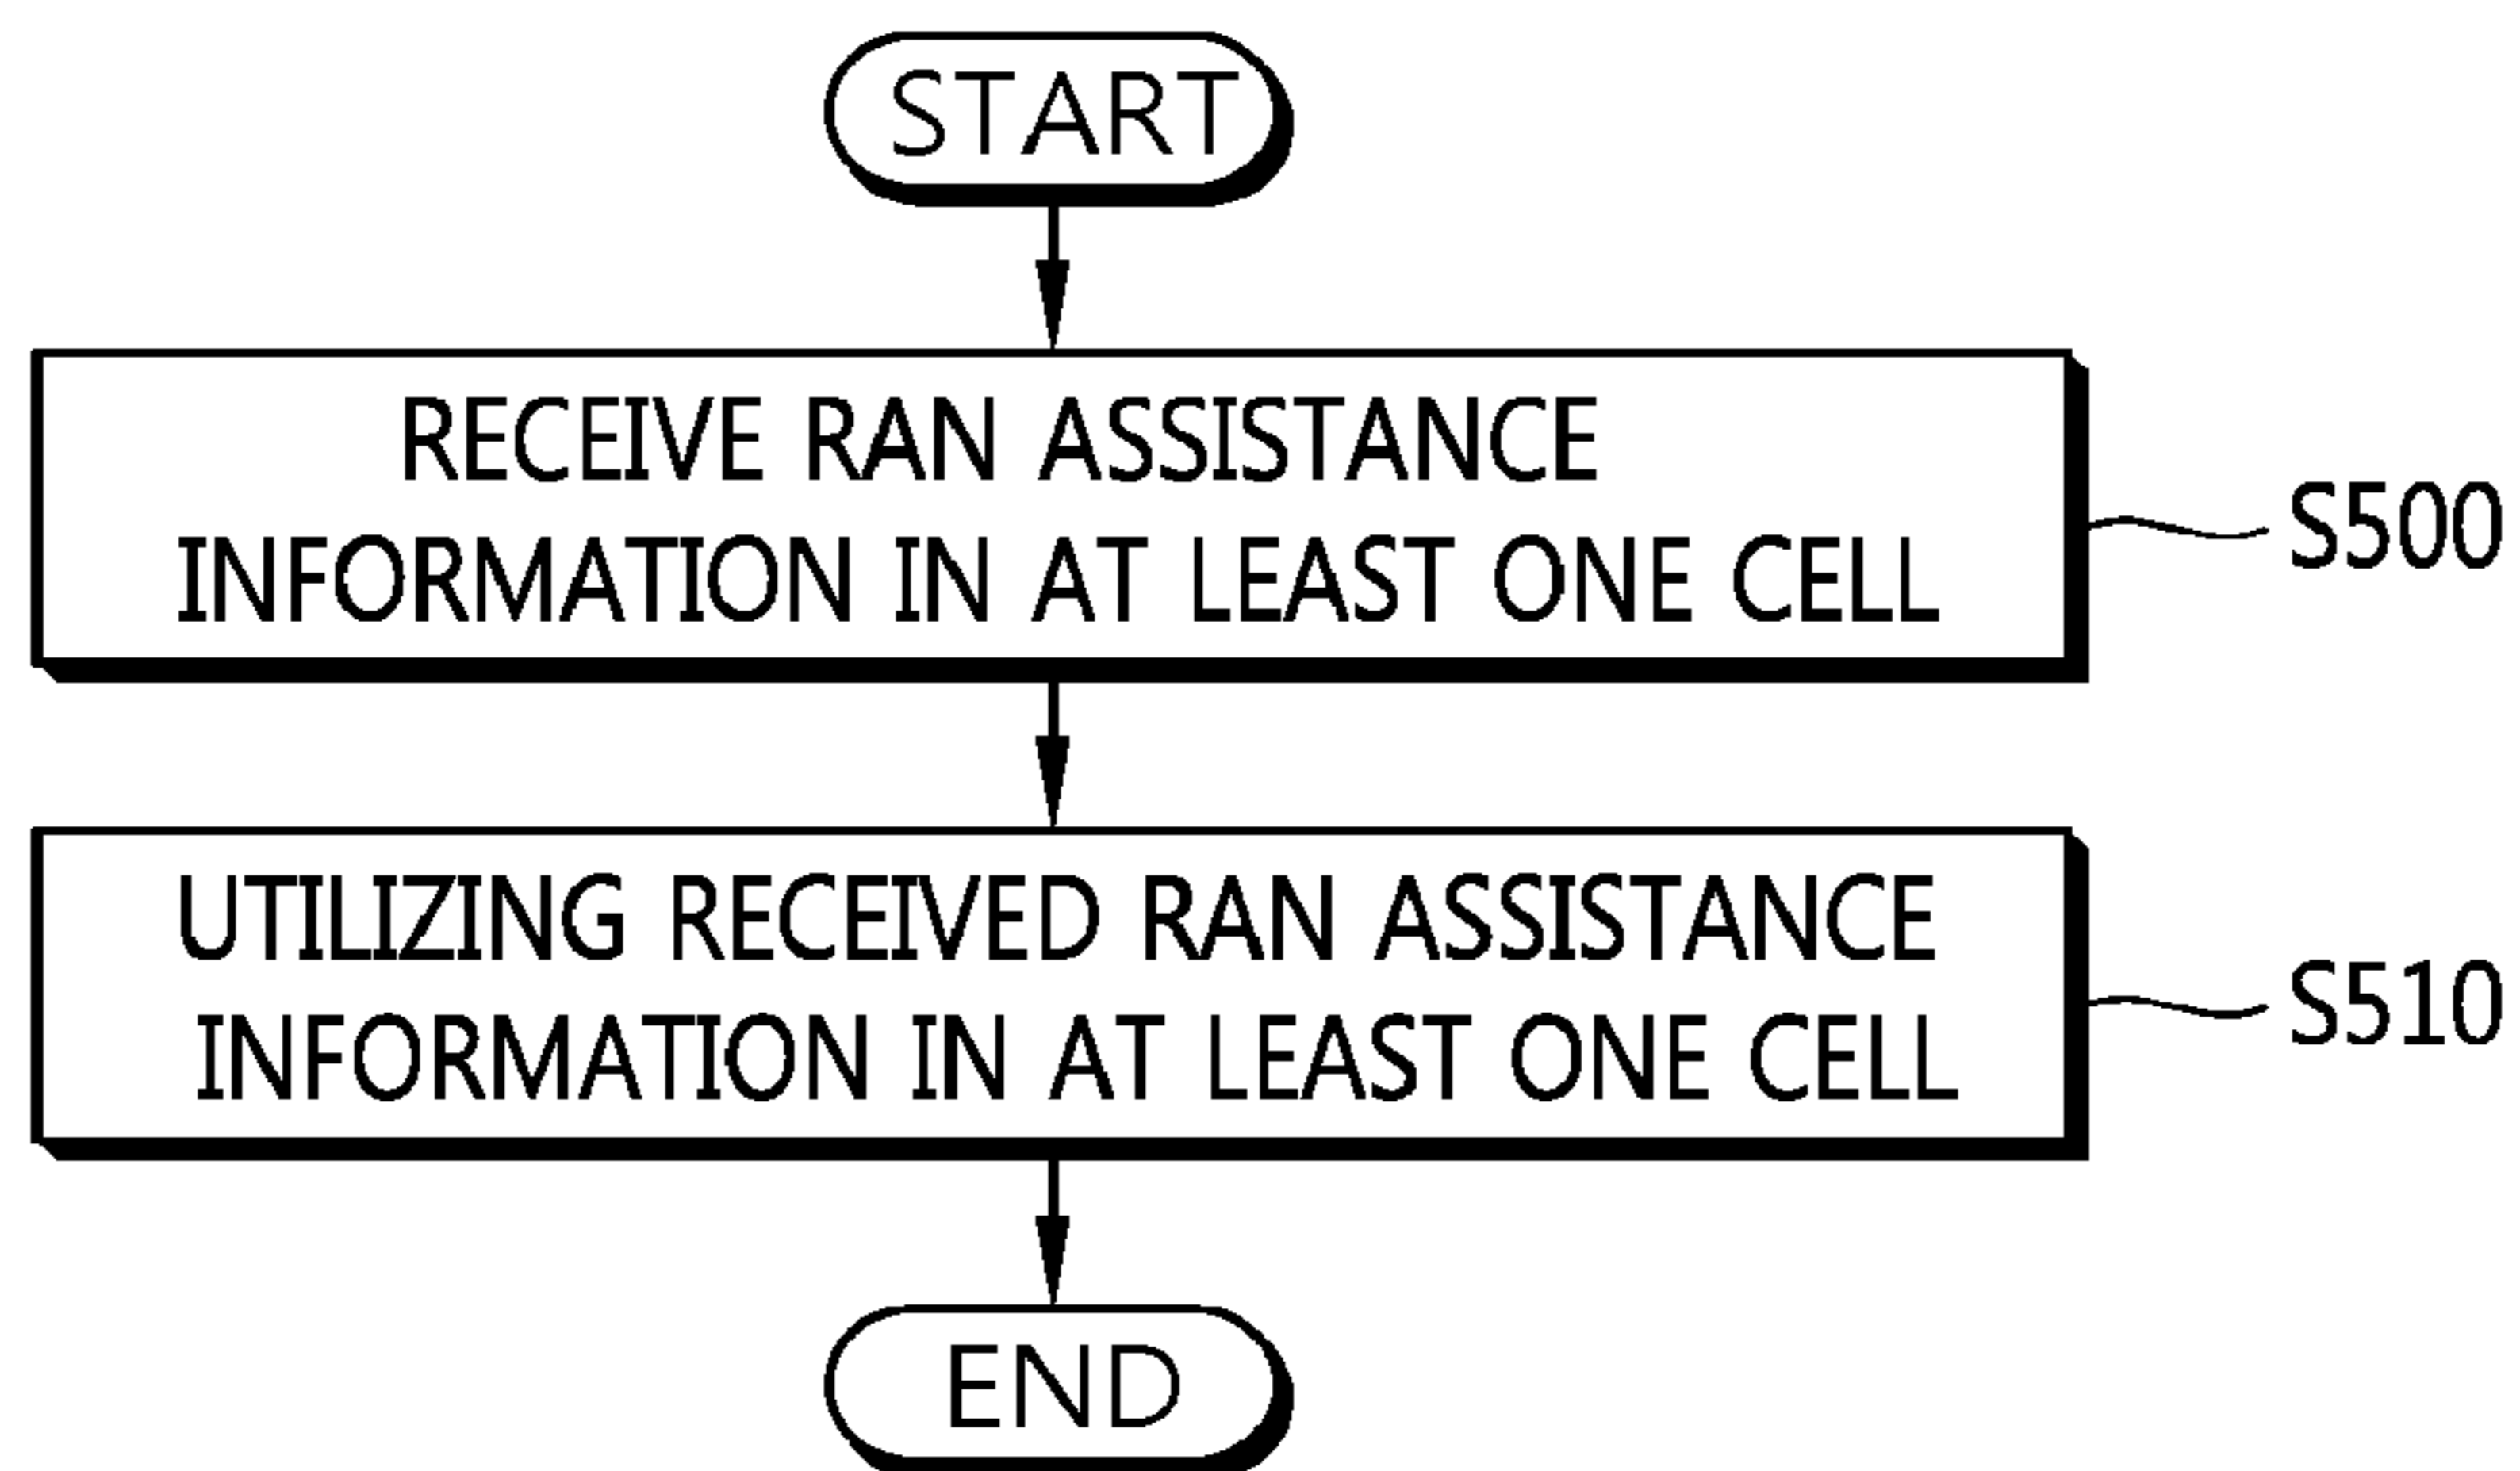 START
RECEIVE RAN ASSISTANCE
INFORMATION IN AT LEAST ONE CELL
S500
UTILIZING RECEIVED RAN ASSISTANCE
INFORMATION IN AT LEAST ONE CELL
S510
END